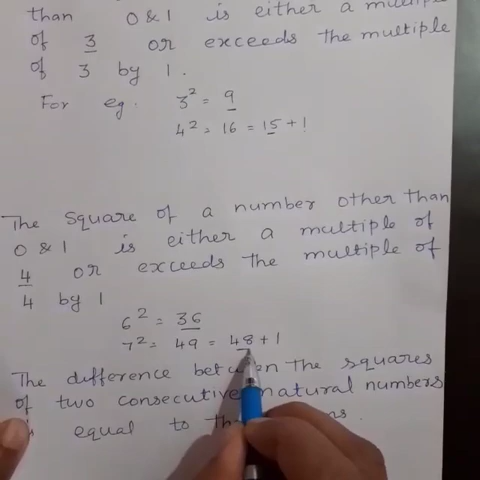 than 0 & 1 is either a multiple
of 3 or exceeds the multiple
of 3 by 1.
For eg. 3² = 9
4² = 16 = 15 + 1
The square of a number other than
0 & 1 is either a multiple of
4 or exceeds the multiple of
4 by 1
6² = 36
7² = 49 = 48 + 1
The difference between the squares
of two consecutive natural numbers
equal to